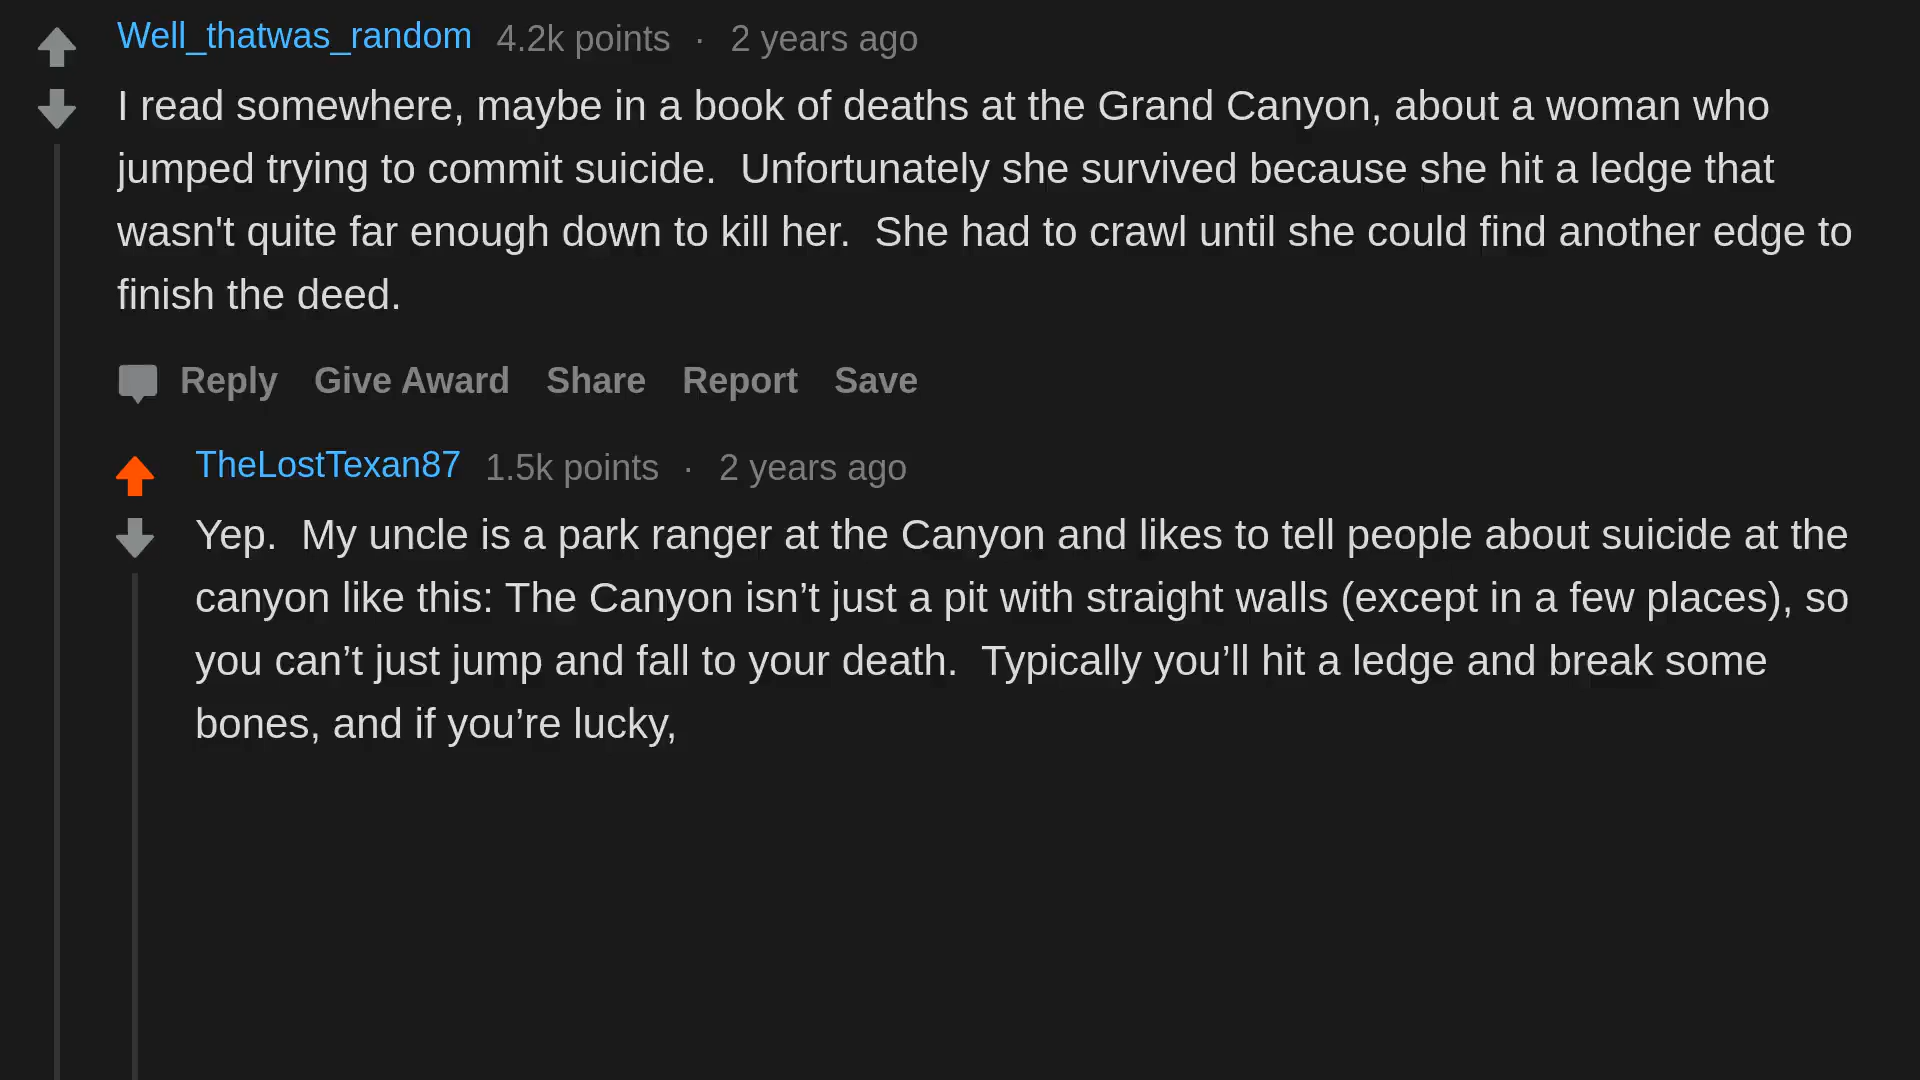 Well_thatwas_random 4.2k points · 2 years ago
I read somewhere, maybe in a book of deaths at the Grand Canyon, about a woman who
jumped trying to commit suicide.  Unfortunately she survived because she hit a ledge that
wasn't quite far enough down to kill her.  She had to crawl until she could find another edge to
finish the deed.
Reply Give Award Share Report Save
TheLostTexan87 1.5k points · 2 years ago
Yep.  My uncle is a park ranger at the Canyon and likes to tell people about suicide at the
canyon like this: The Canyon isn’t just a pit with straight walls (except in a few places), so
you can’t just jump and fall to your death.  Typically you’ll hit a ledge and break some
bones, and if you’re lucky,